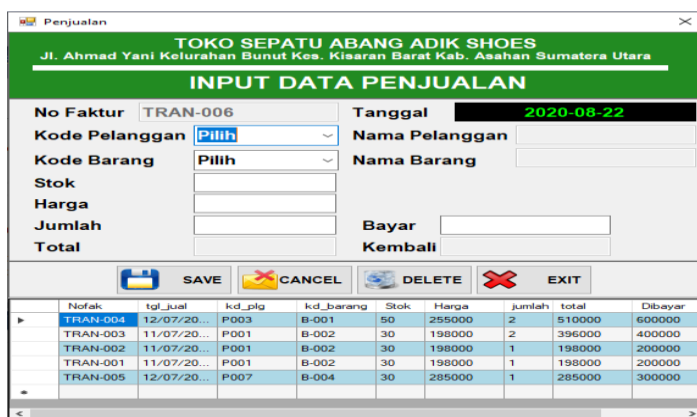 Penjualan
TOKO SEPATU ABANG ADIK SHOES
Jl. Ahmad Yani Kelurahan Bunut Kes. Kisaran Barat Kab. Asahan Sumatera Utara
INPUT DATA PENJUALAN
No Faktur TRAN-006 Tanggal 2020-08-22
Kode Pelanggan Pilih Nama Pelanggan
Kode Barang Pilih Nama Barang
Stok
Harga
Jumlah Bayar
Total Kembali
SAVE CANCEL DELETE EXIT
Nofak tgl_jual kd_plg kd_barang Stok Harga jumlah total Dibayar
TRAN-004 12/07/20... P003 B-001 50 255000 2 510000 600000
TRAN-003 11/07/20... P001 B-002 30 198000 2 396000 400000
TRAN-002 11/07/20... P001 B-002 30 198000 1 198000 200000
TRAN-001 11/07/20... P001 B-002 30 198000 1 198000 200000
TRAN-005 12/07/20... P007 B-004 30 285000 1 285000 300000